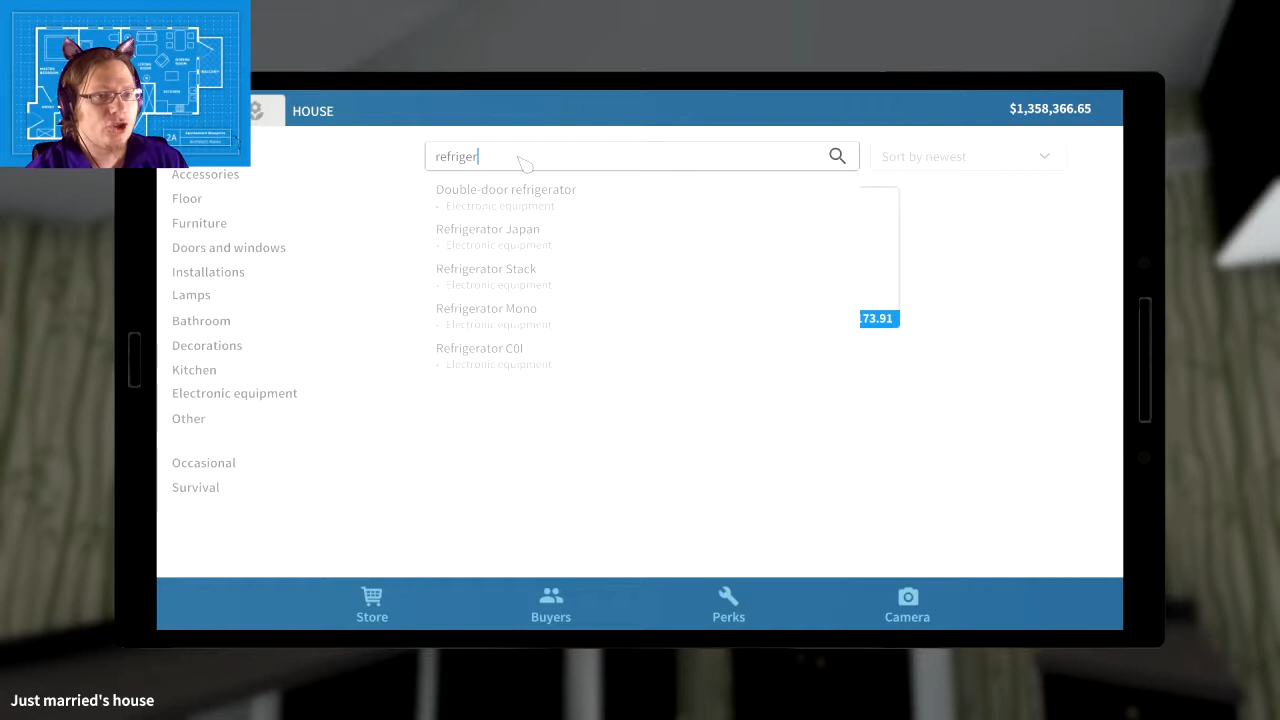 HOUSE
$1,358,366.65
refriger
Sort by newest
Accessories
Floor
Furniture
Doors and windows
Installations
Lamps
Bathroom
Decorations
Kitchen
Electronic equipment
Other
Occasional
Survival
Double-door refrigerator
- Electronic equipment
Refrigerator Japan
- Electronic equipment
Refrigerator Stack
- Electronic equipment
Refrigerator Mono
- Electronic equipment
Refrigerator C0I
- Electronic equipment
73.91
Store
Buyers
Perks
Camera
Just married's house
2A